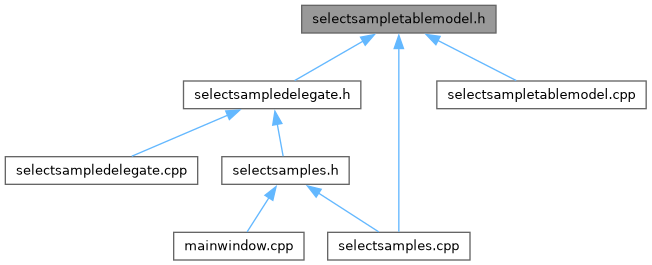 selectsampletablemodel.h
selectsampledelegate.h
selectsampletablemodel.cpp
selectsampledelegate.cpp
selectsamples.h
mainwindow.cpp
selectsamples.cpp